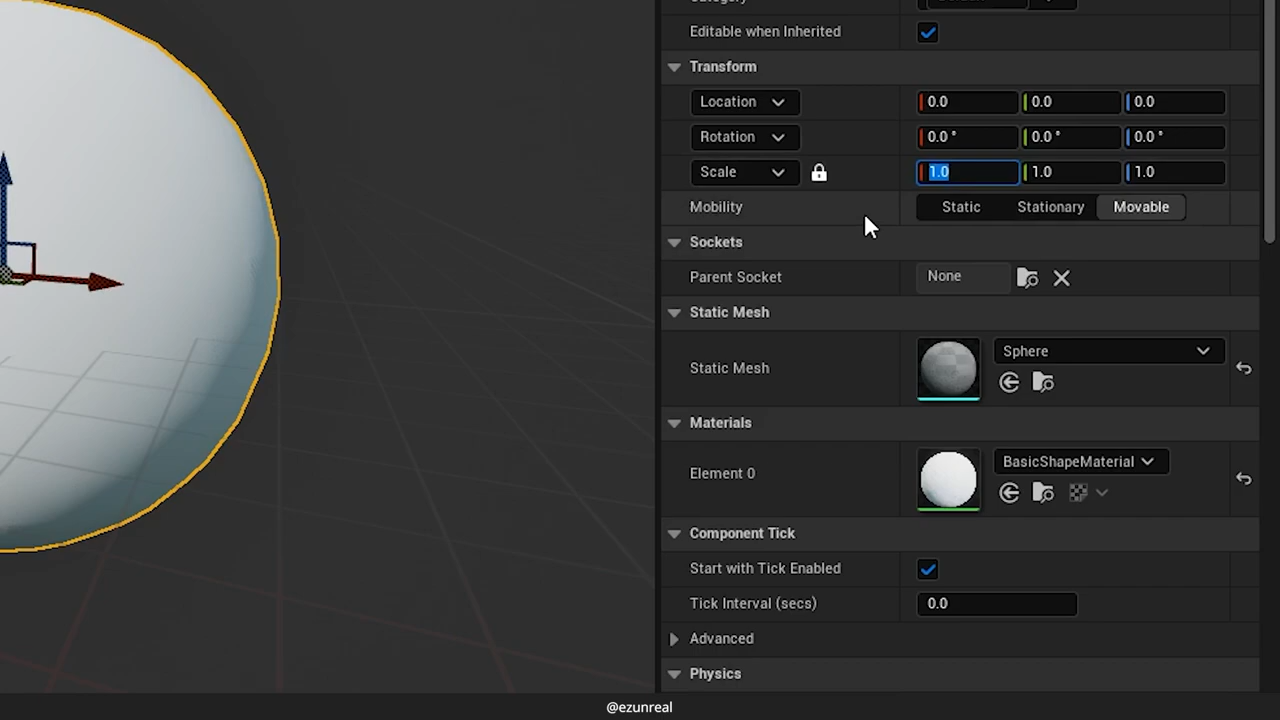 Editable when Inherited
Transform
Location 0.0 0.0 0.0
Rotation 0.0 ° 0.0 ° 0.0 °
Scale 1.0 1.0 1.0
Mobility Static Stationary Movable
Sockets
Parent Socket None
Static Mesh
Static Mesh Sphere
Materials
Element 0 BasicShapeMaterial
Component Tick
Start with Tick Enabled
Tick Interval (secs) 0.0
Advanced
Physics
@ezunreal